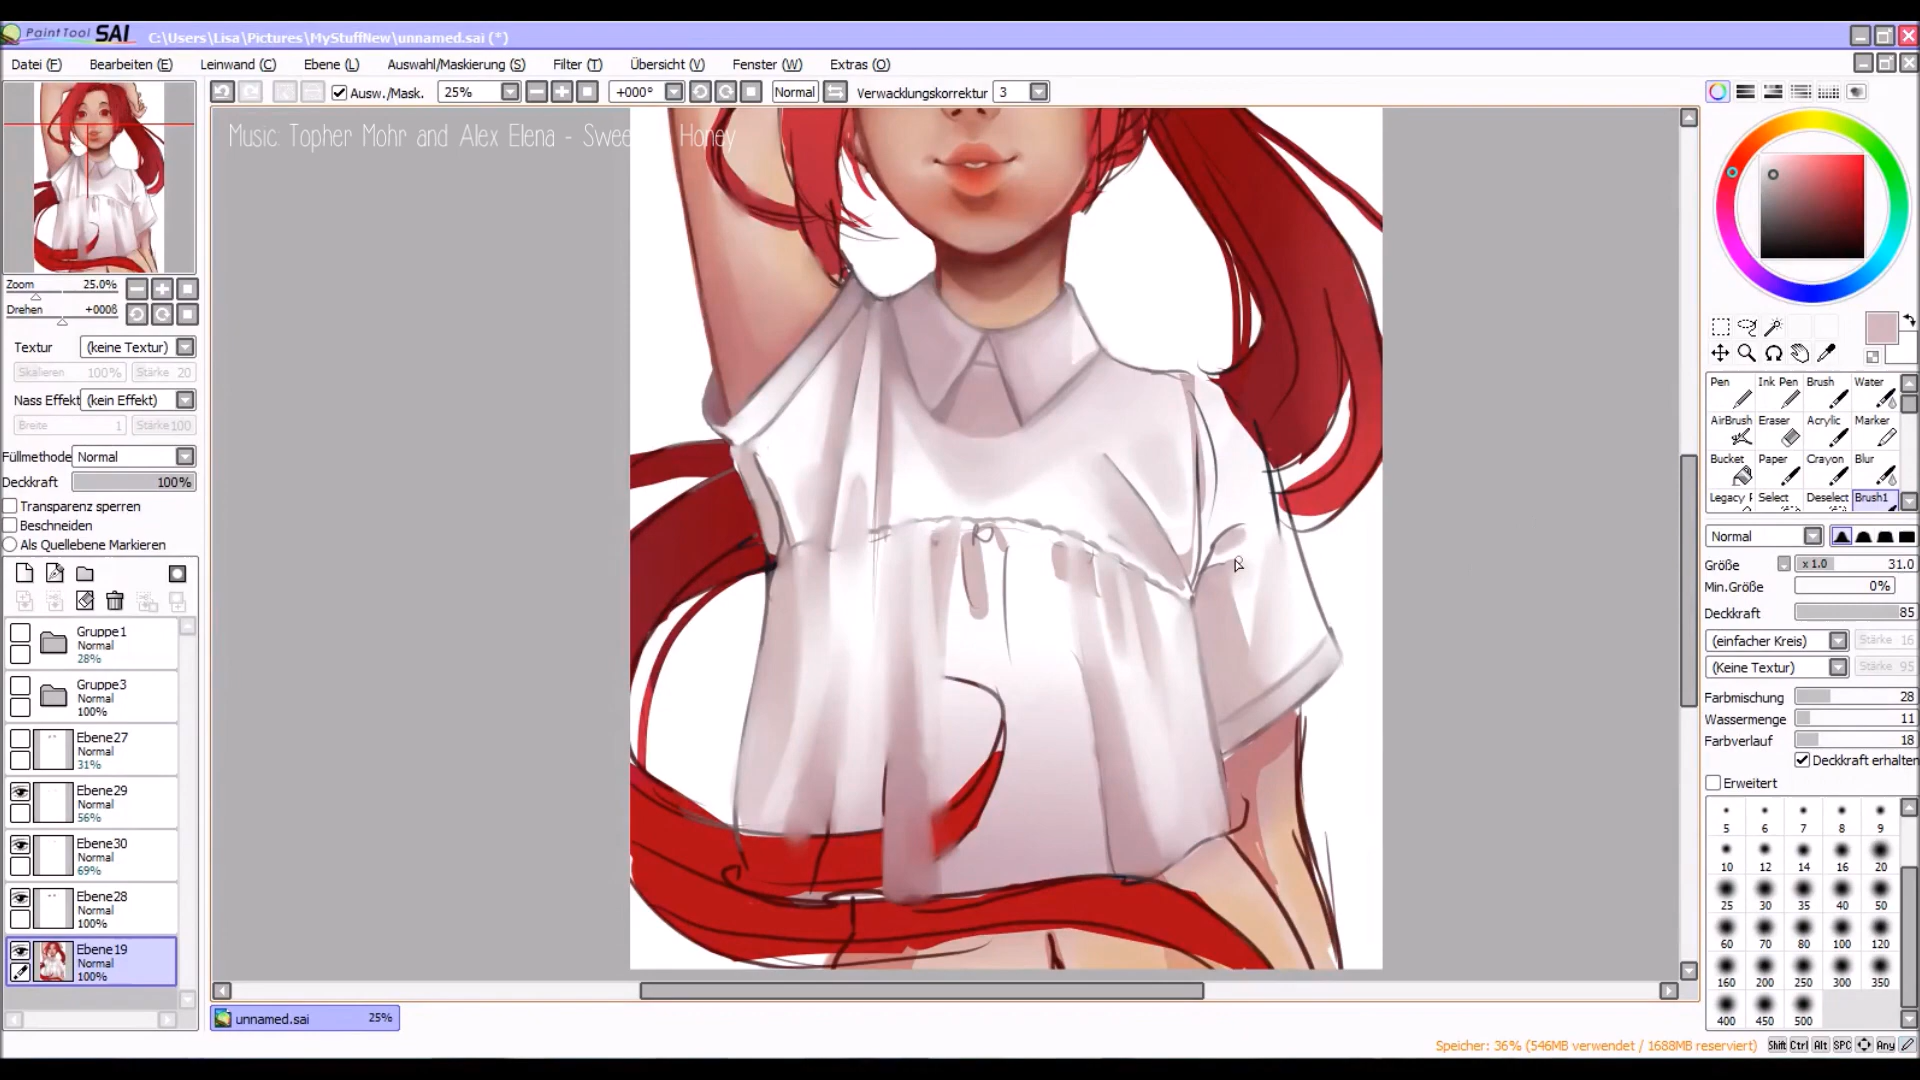 PaintTool SAI C:\Users\Lisa\Pictures\MyStuffNew\unnamed.sai (*)
Datei (F) Bearbeiten (E) Leinwand (C) Ebene (L) Auswahl/Maskierung (S) Filter (T) Übersicht (V) Fenster (W) Extras (O)
Ausw./Mask. 25% +000° Normal Verwacklungskorrektur 3
Music: Topher Mohr and Alex Elena - Swee Honey
Zoom 25.0%
Drehen +000ß
Textur (keine Textur)
Skalieren 100% Stärke 20
Nass Effekt (kein Effekt)
Breite 1 Stärke 100
Füllmethode Normal
Deckkraft 100%
Transparenz sperren
Beschneiden
Als Quellebene Markieren
Gruppe1
Normal
28%
Gruppe3
Normal
100%
Ebene27
Normal
31%
Ebene29
Normal
56%
Ebene30
Normal
69%
Ebene28
Normal
100%
Ebene19
Normal
100%
unnamed.sai 25%
Pen Ink Pen Brush Water
AirBrush Eraser Acrylic Marker
Bucket Paper Crayon Blur
Legacy Select Deselect Brush1
Normal
Größe x 1.0 31.0
Min.Größe 0%
Deckkraft 85
(einfacher Kreis) Stärke 16
(Keine Textur) Stärke 95
Farbmischung 28
Wassermenge 11
Farbverlauf 18
Deckkraft erhalten
Erweitert
5 6 7 8 9
10 12 14 16 20
25 30 35 40 50
60 70 80 100 120
160 200 250 300 350
400 450 500
Speicher: 36% (546MB verwendet / 1688MB reserviert) Shift Ctrl Alt SPC Any